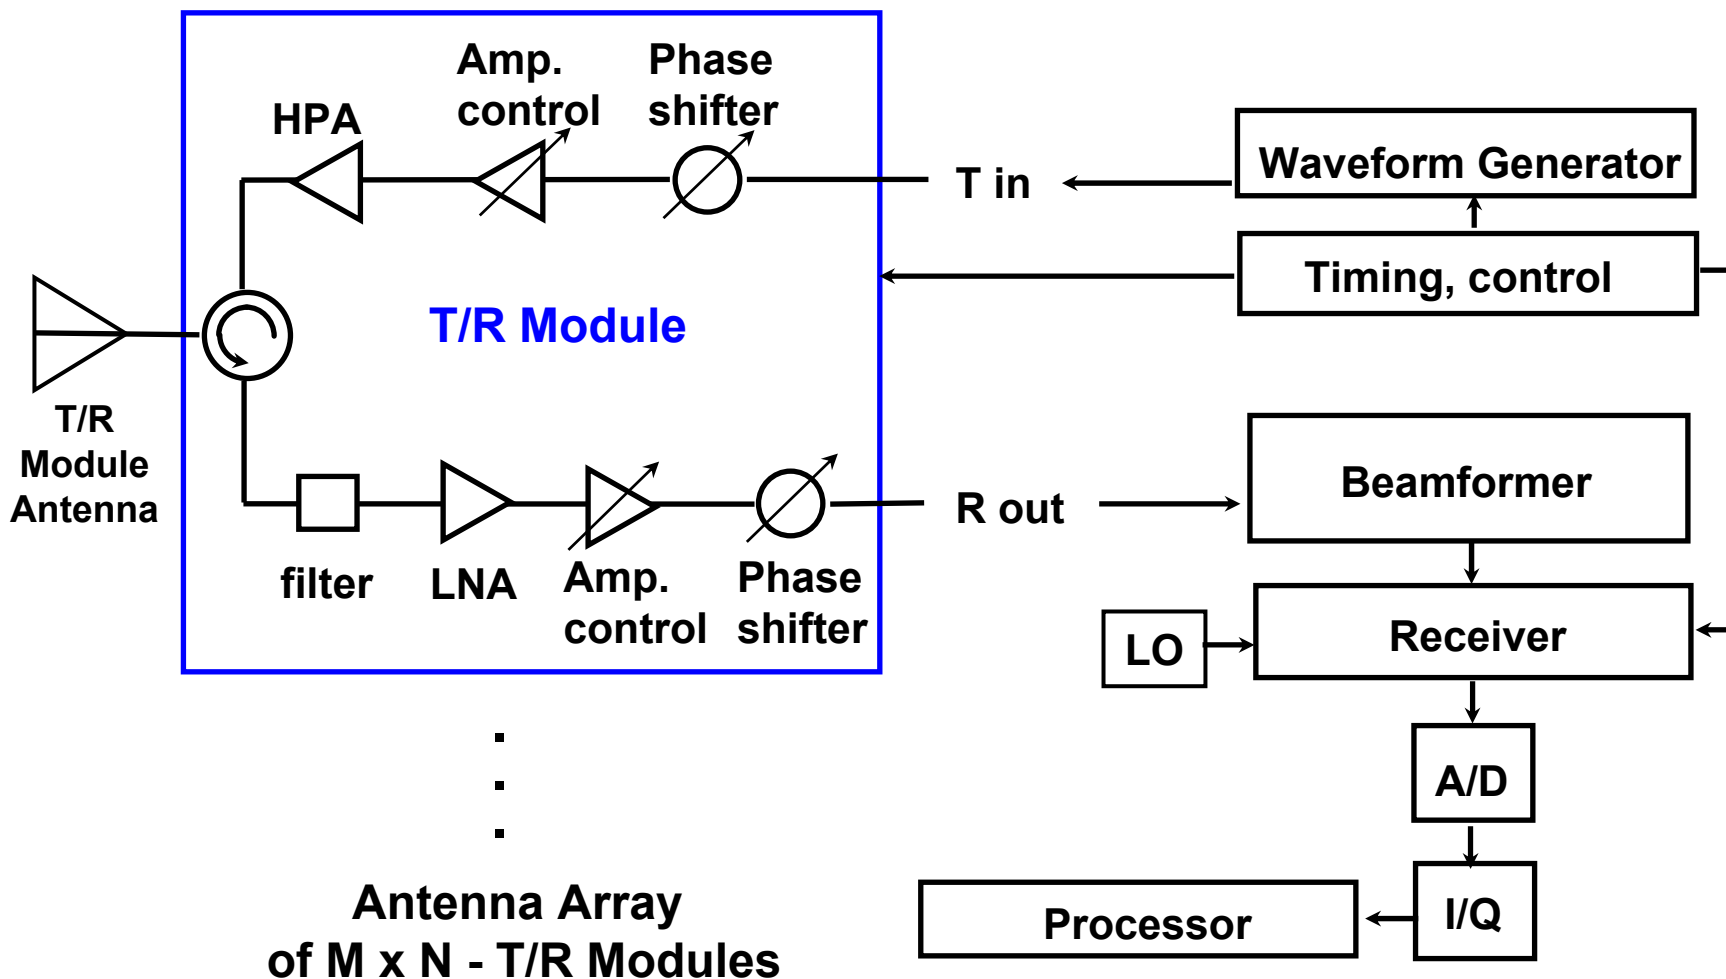 Amp.
control
Phase
shifter
HPA
T in
Waveform Generator
Timing, control
T/R Module
T/R
Module
Antenna
filter
LNA
Amp.
control
Phase
shifter
R out
Beamformer
LO
Receiver
A/D
I/Q
Processor
Antenna Array
of M x N - T/R Modules